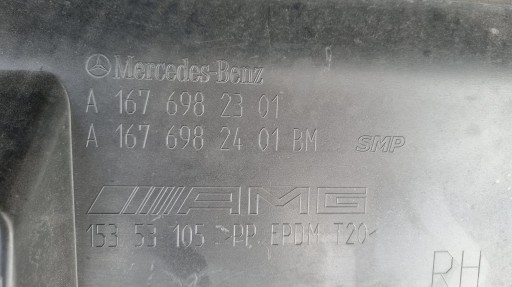 Mercedes-Benz
A 167 698 23 01
A 167 698 24 01 BM SMP
AMG
153 53 105 >PP EPDM T20<
RH